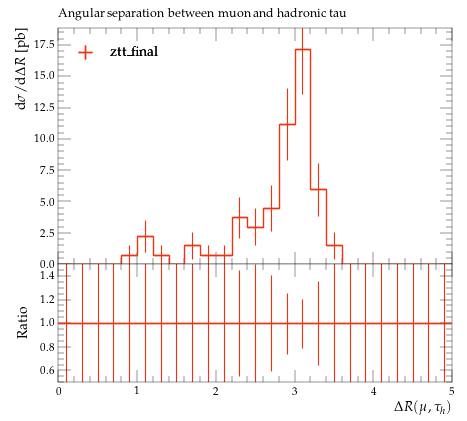 Angular separation between muon and hadronic tau
dσ/dΔR [pb]
ztt_final
17.5
15.0
12.5
10.0
7.5
5.0
2.5
0.0
Ratio
1.4
1.2
1.0
0.8
0.6
0 1 2 3 4 5
ΔR(μ, τh)